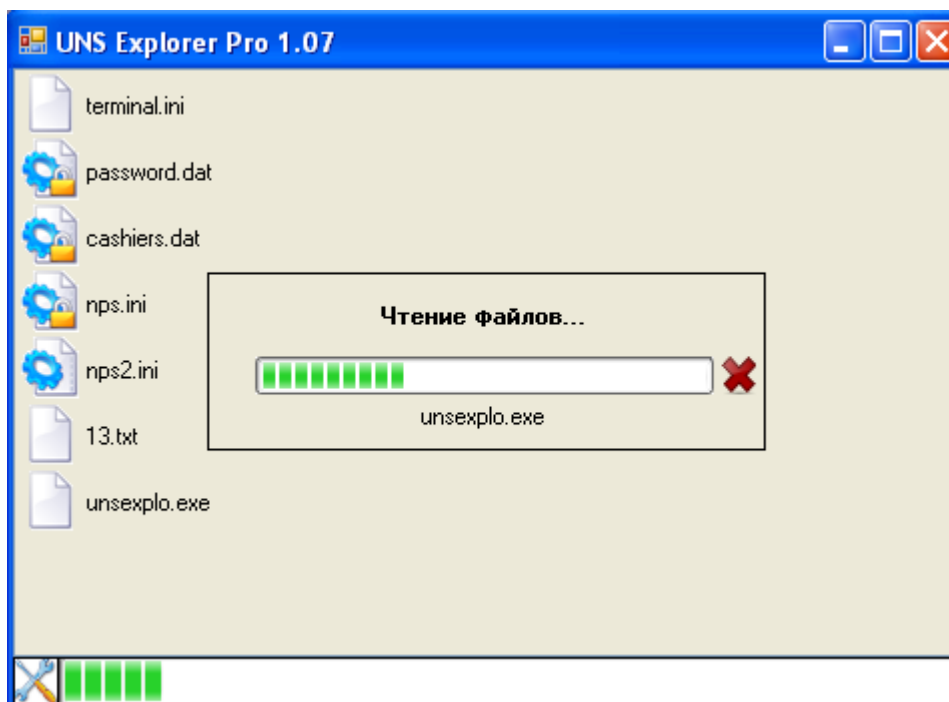 UNS Explorer Pro 1.07
terminal.ini
password.dat
cashiers.dat
nps.ini
nps2.ini
13.txt
unsexplo.exe
Чтение файлов...
unsexplo.exe